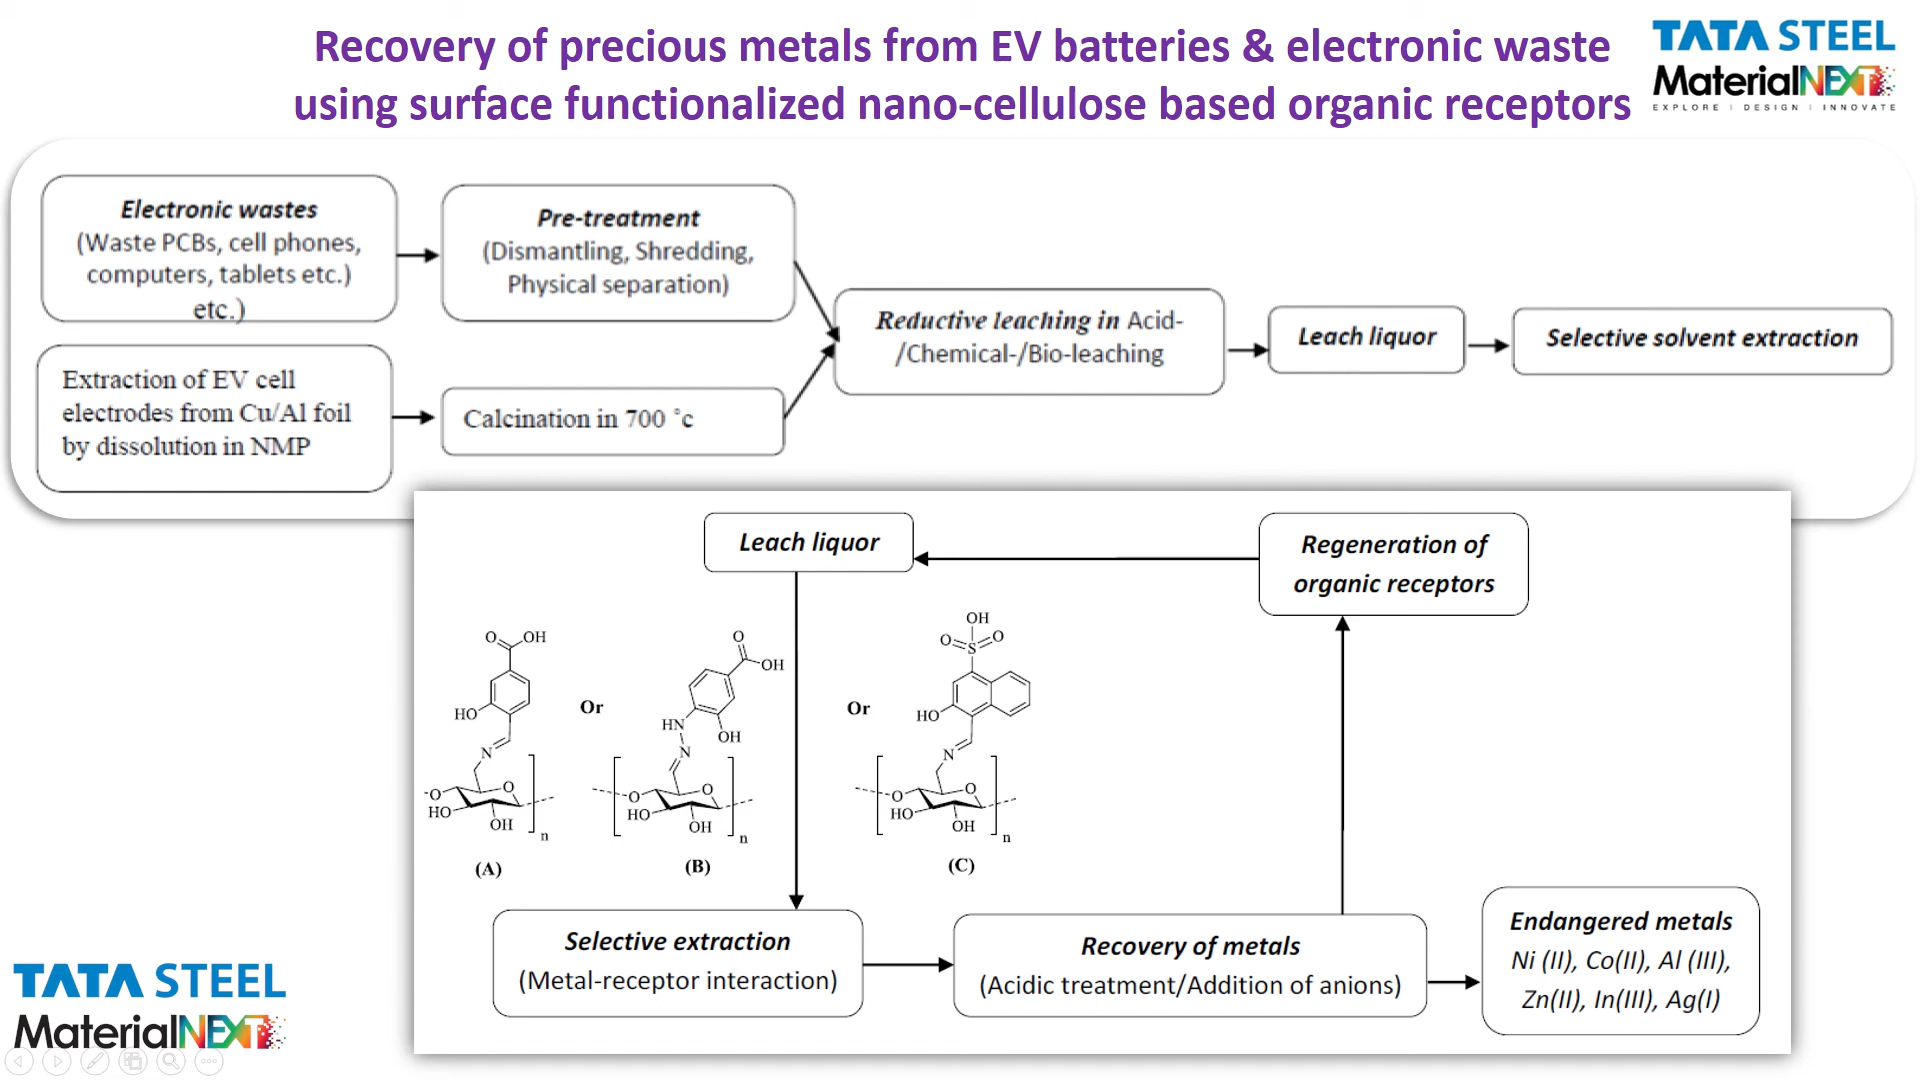 Recovery of precious metals from EV batteries & electronic waste
using surface functionalized nano-cellulose based organic receptors
TATA STEEL
MaterialNEXT
EXPLORE | DESIGN | INNOVATE
Electronic wastes
(Waste PCBs, cell phones,
computers, tablets etc.)
etc.)
Pre-treatment
(Dismantling, Shredding,
Physical separation)
Reductive leaching in Acid-
/Chemical-/Bio-leaching
Leach liquor
Selective solvent extraction
Extraction of EV cell
electrodes from Cu/Al foil
by dissolution in NMP
Calcination in 700 °c
Leach liquor
Regeneration of
organic receptors
O
OH
HO
N
O
O
HO
OH
n
(A)
Or
O
OH
HN
OH
N
O
O
HO
OH
n
(B)
Or
OH
O
S
O
HO
N
O
O
HO
OH
n
(C)
Selective extraction
(Metal-receptor interaction)
Recovery of metals
(Acidic treatment/Addition of anions)
Endangered metals
Ni (II), Co(II), Al (III),
Zn(II), In(III), Ag(I)
TATA STEEL
MaterialNEXT